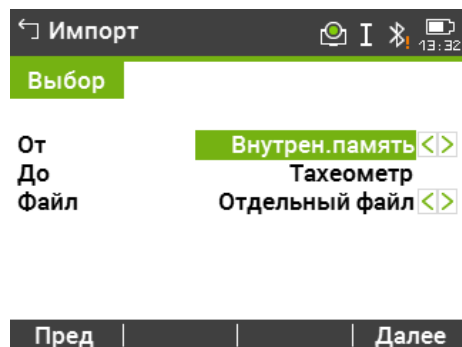 Импорт
I
13:32
Выбор
От Внутрен.память
До Тахеометр
Файл Отдельный файл
Пред Далее